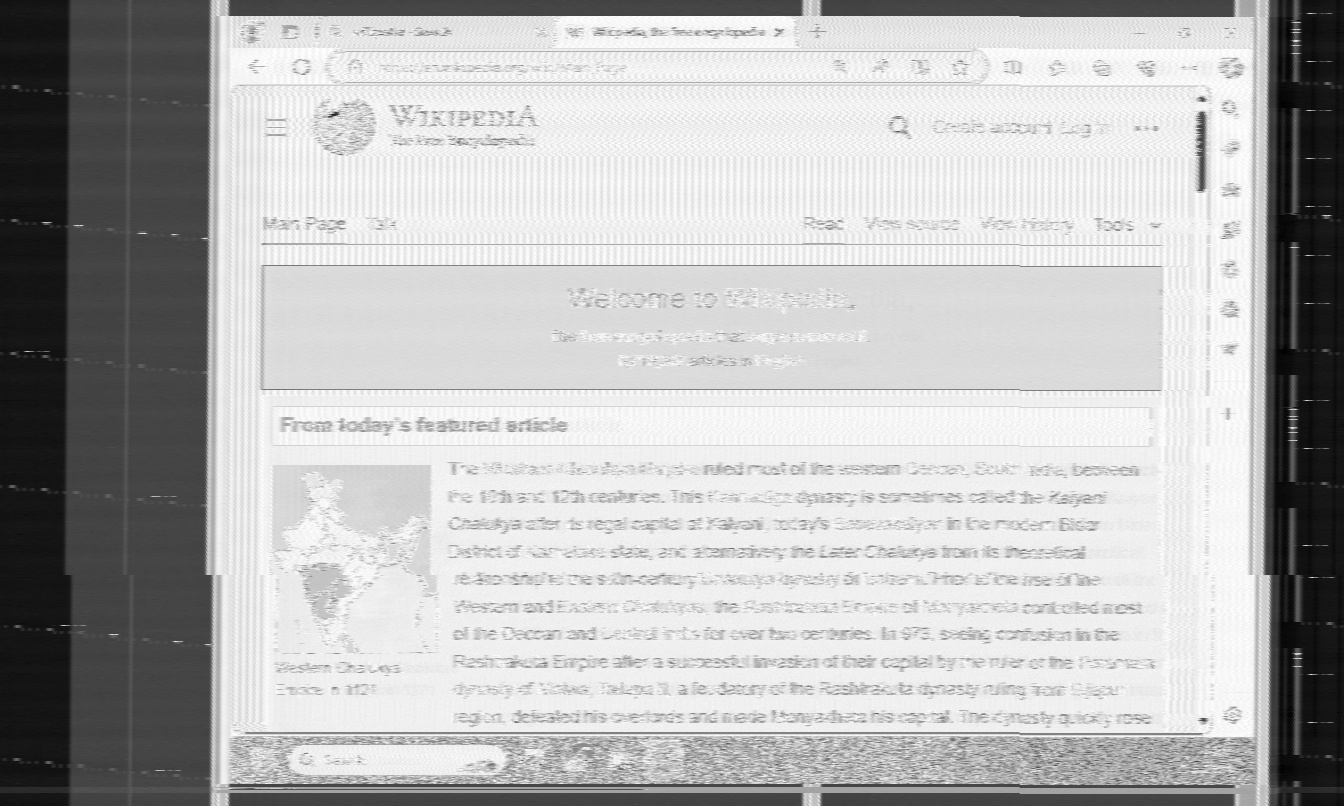 Wikipedia, the free encyclopedia
WIKIPEDIA
The Free Encyclopedia
Create account Log in
Main Page Talk
Read View source View history Tools
Welcome to Wikipedia,
the free encyclopedia that
articles in English
From today's featured article
The Western Chalukya Empire ruled most of the western Deccan, South India, between
the 10th and 12th centuries. This Kannadiga dynasty is sometimes called the Kalyani
Chalukya after its regal capital at Kalyani, today's in the modern Bidar
District of Karnataka state, and alternatively the Later Chalukya from its theoretical
relationship to the 6th-century Chalukya dynasty of Prior to the rise of the
Western and Eastern Chalukyas, the Rashtrakuta Empire of Manyakheta controlled most
of the Deccan and Central India for over two centuries. In 973, seeing confusion in the
Rashtrakuta Empire after a successful invasion of their capital by the ruler of the Paramara
dynasty of Malwa, Tailapa II, a feudatory of the Rashtrakuta dynasty ruling from Bijapur
region, defeated his overlords and made Manyakheta his capital. The dynasty quickly rose
Western Chalukya
Empire in 1121
Search